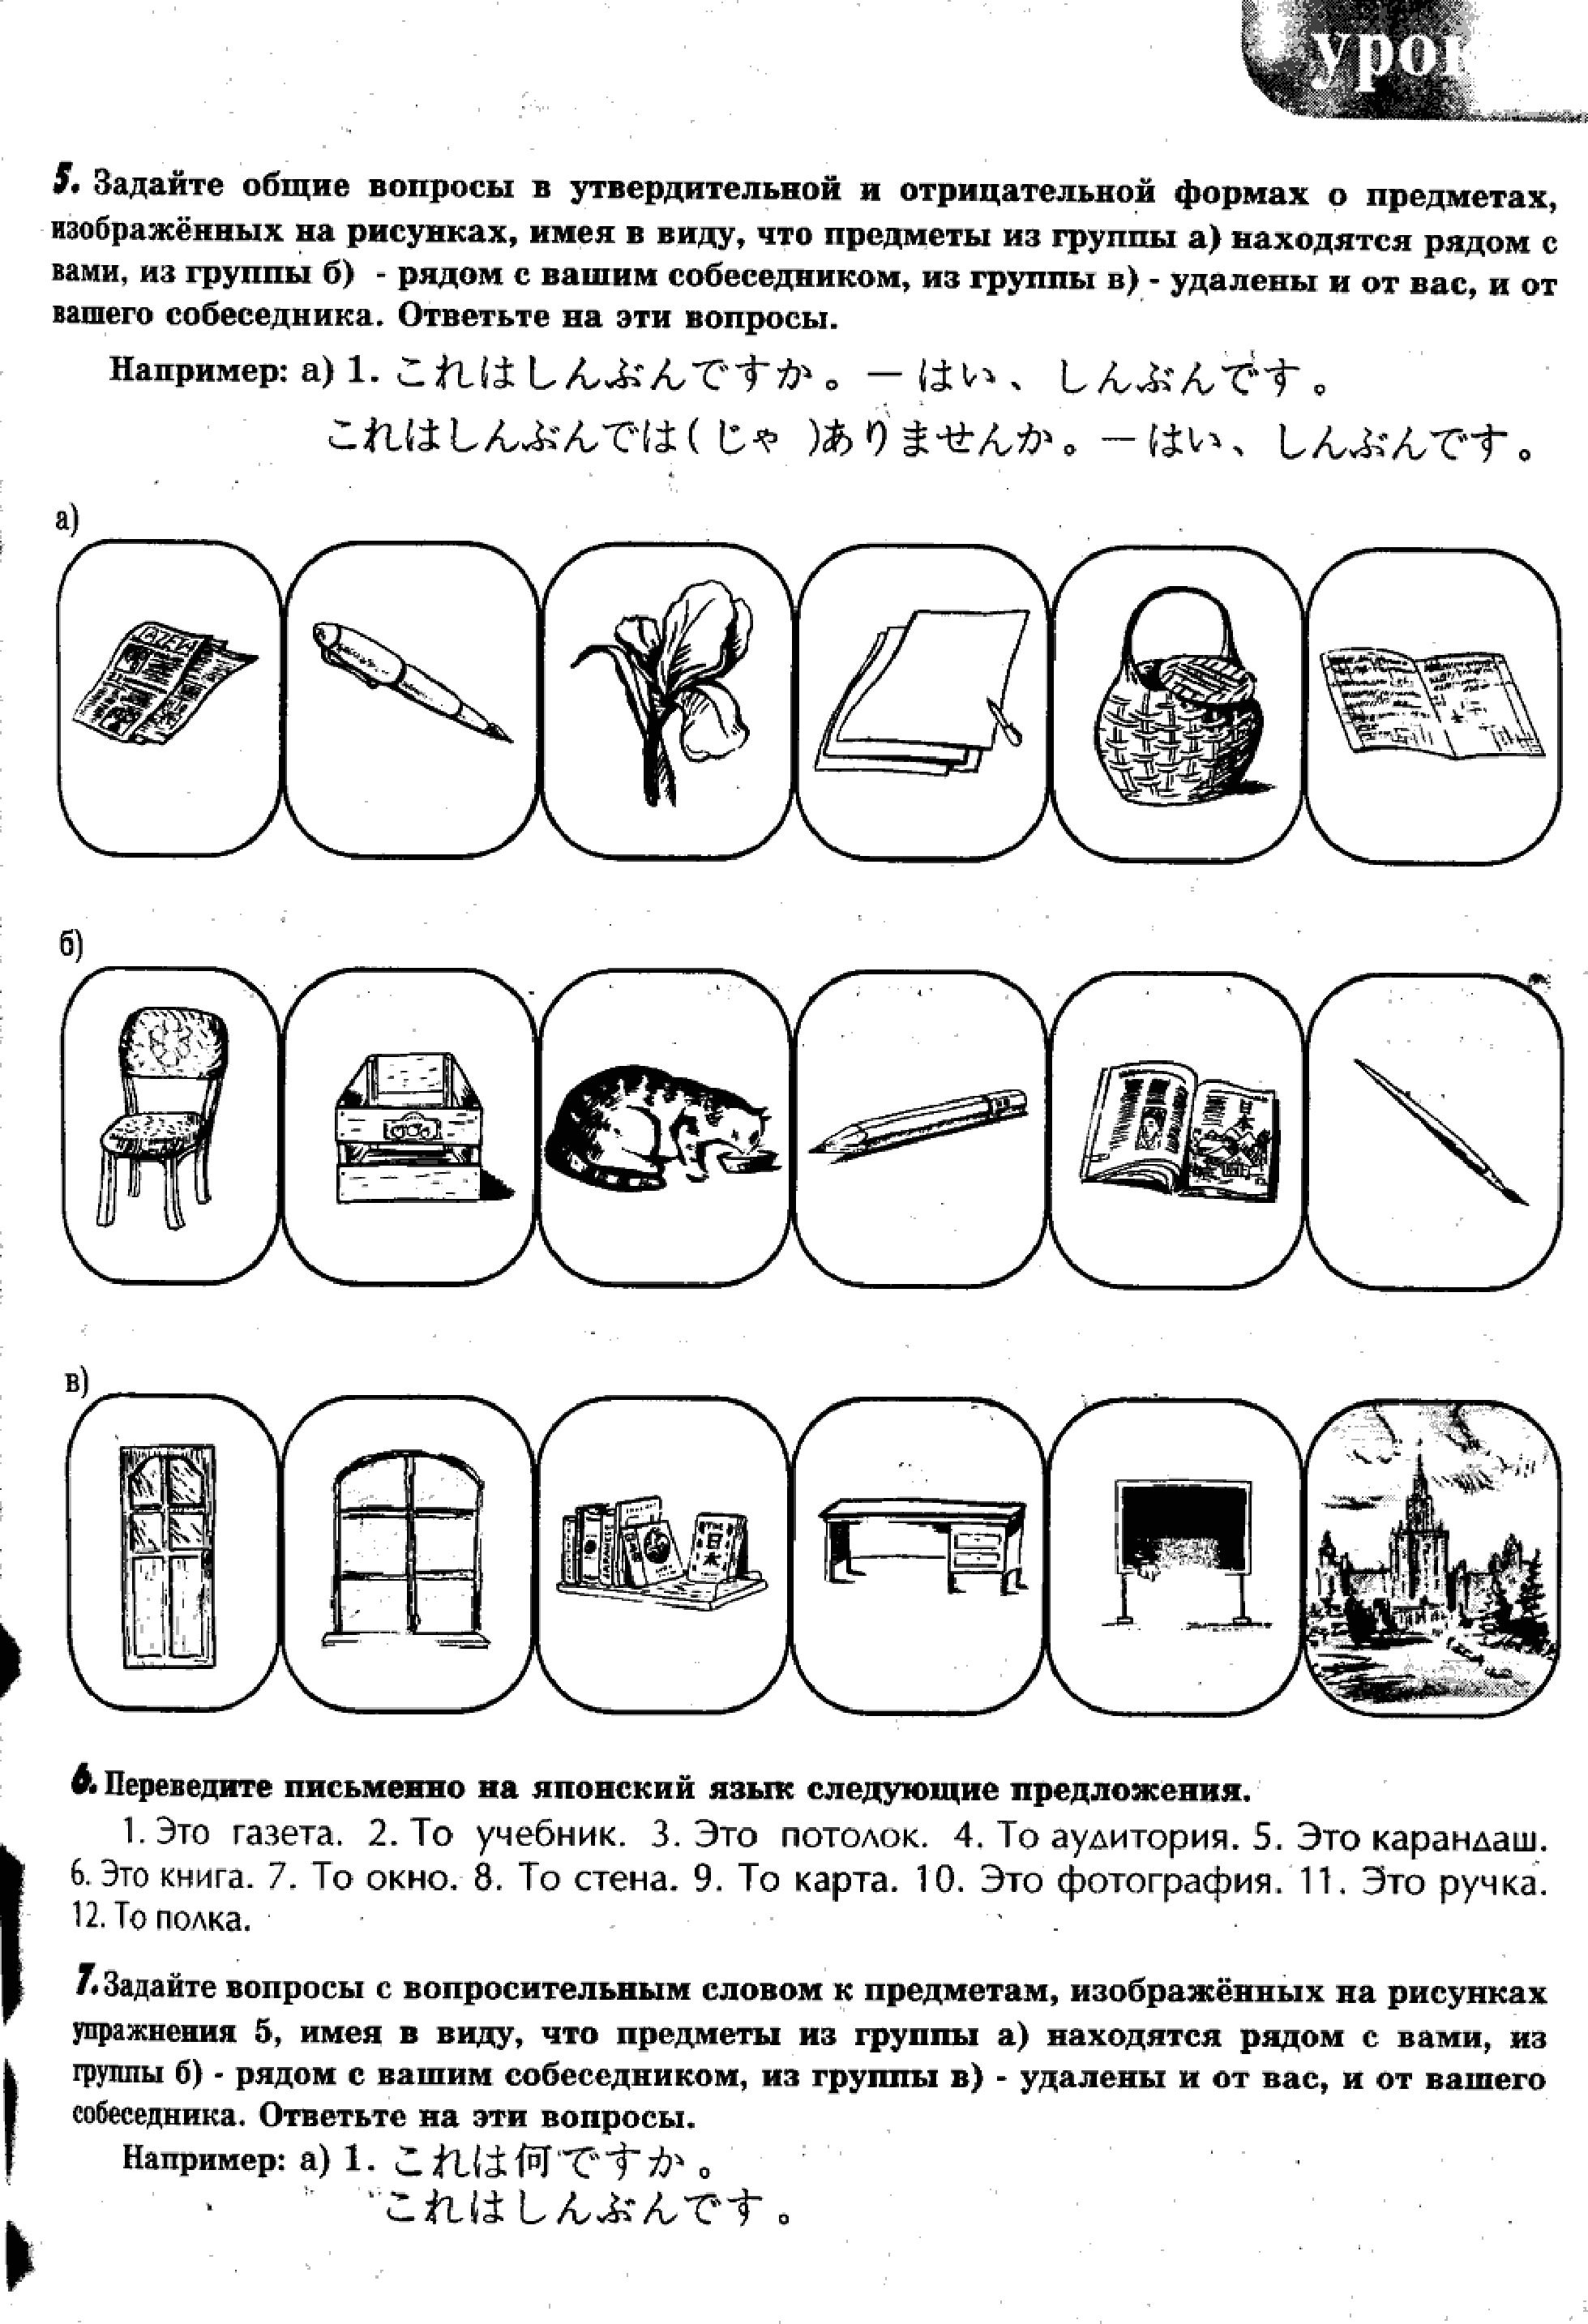 урок
5. Задайте общие вопросы в утвердительной и отрицательной формах о предметах,
изображённых на рисунках, имея в виду, что предметы из группы а) находятся рядом с
вами, из группы б) - рядом с вашим собеседником, из группы в) - удалены и от вас, и от
вашего собеседника. Ответьте на эти вопросы.
Например: а) 1. これはしんぶんですか。ーはい、しんぶんです。
これはしんぶんでは(じゃ)ありませんか。ーはい、しんぶんです。
а)
GAZETA
б)
日本
в)
日本
6. Переведите письменно на японский язык следующие предложения.
1. Это газета. 2. То учебник. 3. Это потолок. 4. То аудитория. 5. Это карандаш.
6. Это книга. 7. То окно. 8. То стена. 9. То карта. 10. Это фотография. 11. Это ручка.
12. То полка.
7. Задайте вопросы с вопросительным словом к предметам, изображённых на рисунках
упражнения 5, имея в виду, что предметы из группы а) находятся рядом с вами, из
группы б) - рядом с вашим собеседником, из группы в) - удалены и от вас, и от вашего
собеседника. Ответьте на эти вопросы.
Например: а) 1. これは何ですか。
これはしんぶんです。